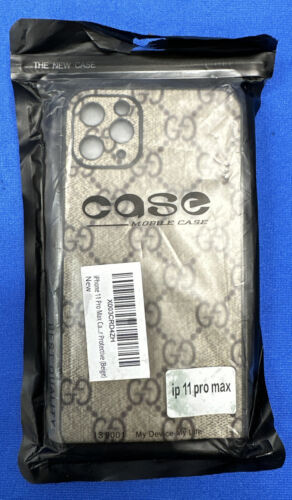 THE NEW CASE
case
MOBILE CASE
X003CRD4ZH
iPhone 11 Pro Max Ca.../ Protective (Beige)
New
ip 11 pro max
My Device-My Life